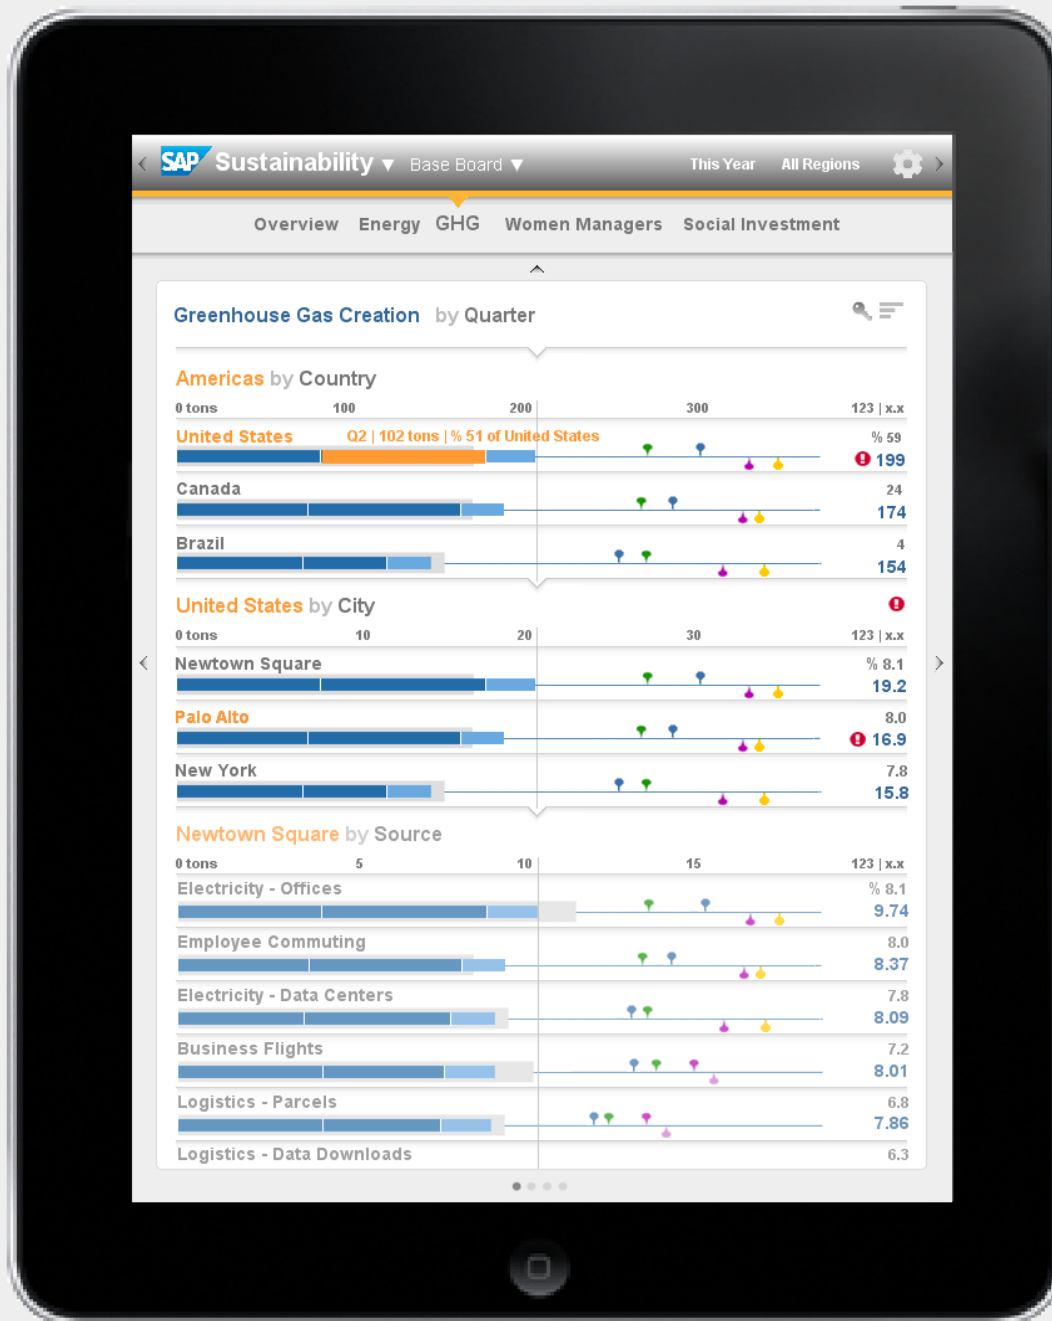 SAP Sustainability ▼ Base Board ▼ This Year All Regions
Overview Energy GHG Women Managers Social Investment
Greenhouse Gas Creation by Quarter
Americas by Country
0 tons 100 200 300 123 | x.x
United States Q2 | 102 tons | % 51 of United States % 59
199
Canada 24
174
Brazil 4
154
United States by City
0 tons 10 20 30 123 | x.x
Newtown Square % 8.1
19.2
Palo Alto 8.0
16.9
New York 7.8
15.8
Newtown Square by Source
0 tons 5 10 15 123 | x.x
Electricity - Offices % 8.1
9.74
Employee Commuting 8.0
8.37
Electricity - Data Centers 7.8
8.09
Business Flights 7.2
8.01
Logistics - Parcels 6.8
7.86
Logistics - Data Downloads 6.3